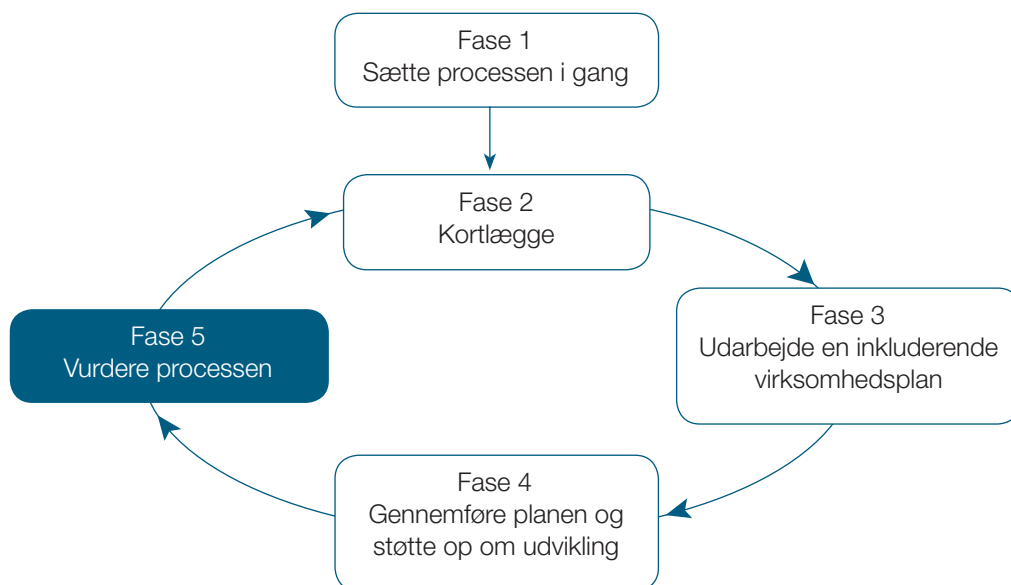 Fase 1
Sætte processen i gang
Fase 2
Kortlægge
Fase 3
Udarbejde en inkluderende
virksomhedsplan
Fase 4
Gennemføre planen og
støtte op om udvikling
Fase 5
Vurdere processen